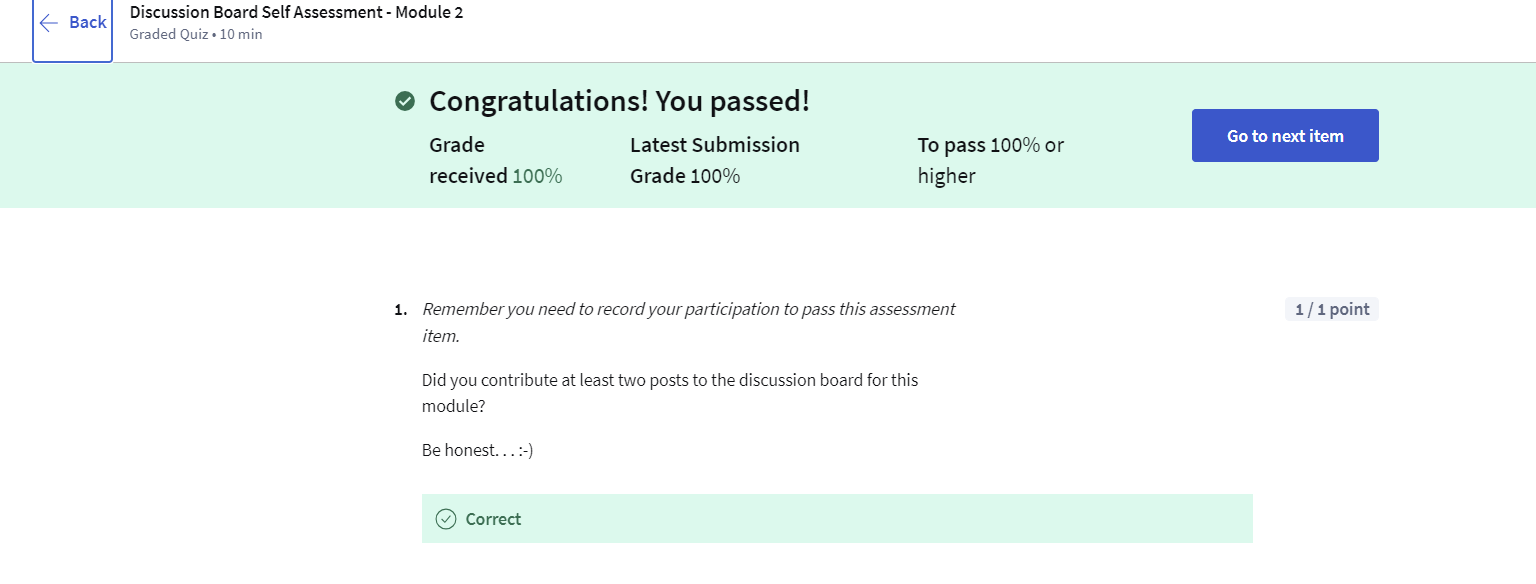 Back
Discussion Board Self Assessment - Module 2
Graded Quiz • 10 min
Congratulations! You passed!
Grade
received 100%
Latest Submission
Grade 100%
To pass 100% or
higher
Go to next item
1. Remember you need to record your participation to pass this assessment
item.
1 / 1 point
Did you contribute at least two posts to the discussion board for this
module?
Be honest. . . :-)
Correct